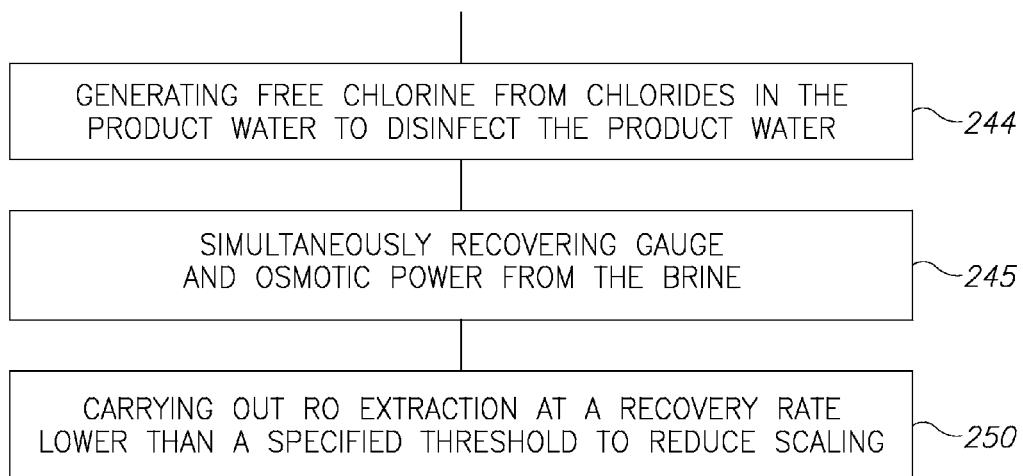 GENERATING FREE CHLORINE FROM CHLORIDES IN THE
PRODUCT WATER TO DISINFECT THE PRODUCT WATER
244
SIMULTANEOUSLY RECOVERING GAUGE
AND OSMOTIC POWER FROM THE BRINE
245
CARRYING OUT RO EXTRACTION AT A RECOVERY RATE
LOWER THAN A SPECIFIED THRESHOLD TO REDUCE SCALING
250